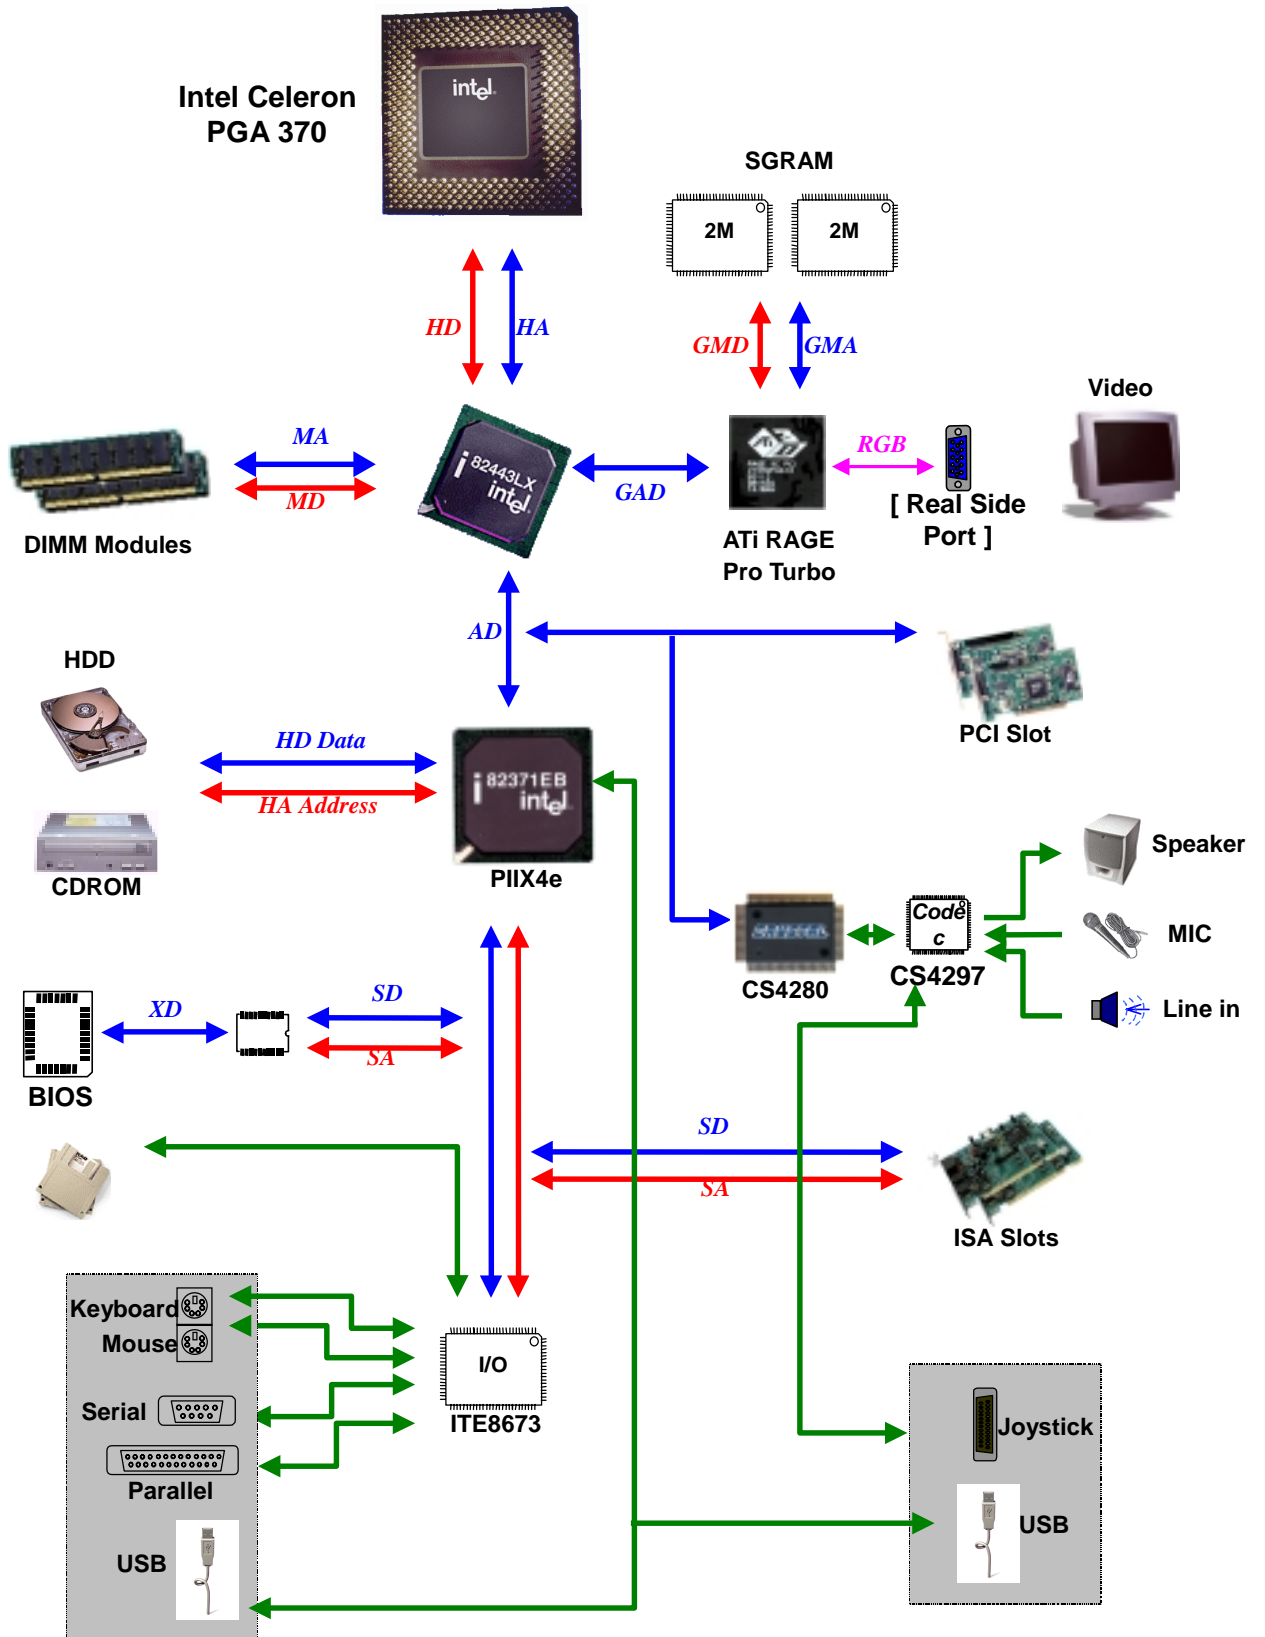 Intel Celeron
PGA 370
intel
SGRAM
2M
2M
HD
HA
GMD
GMA
Video
MA
MD
i 82443LX
intel
GAD
RGB
[ Real Side
Port ]
DIMM Modules
ATi RAGE
Pro Turbo
AD
HDD
PCI Slot
HD Data
HA Address
i 82371EB
intel
PIIX4e
CDROM
Speaker
Code
c
MIC
CS4280
CS4297
Line in
XD
SD
SA
BIOS
SD
SA
ISA Slots
Keyboard
Mouse
I/O
ITE8673
Serial
Parallel
USB
Joystick
USB